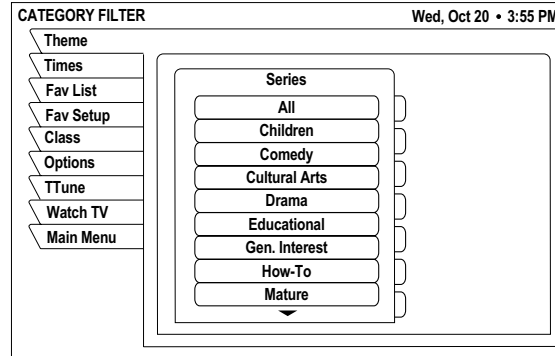 CATEGORY FILTER
Wed, Oct 20 • 3:55 PM
Theme
Times
Fav List
Fav Setup
Class
Options
TTune
Watch TV
Main Menu
Series
All
Children
Comedy
Cultural Arts
Drama
Educational
Gen. Interest
How-To
Mature